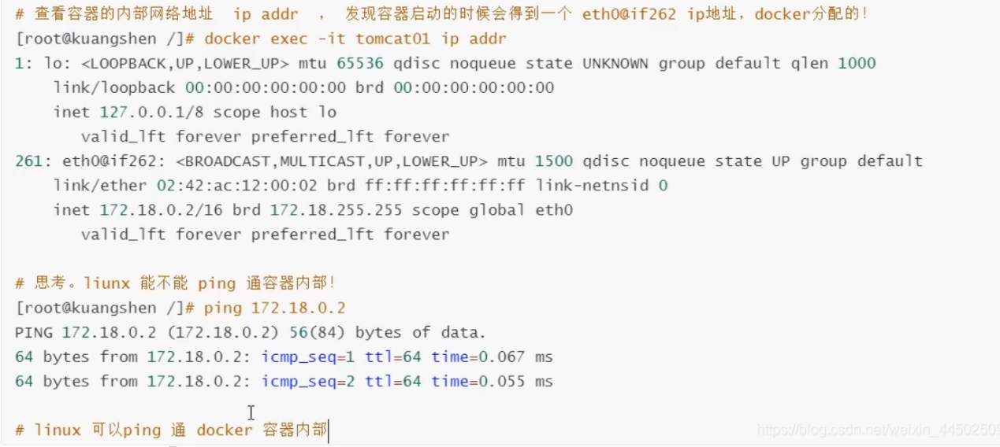 # 查看容器的内部网络地址 ip addr ， 发现容器启动的时候会得到一个 eth0@if262 ip地址，docker分配的！
[root@kuangshen /]# docker exec -it tomcat01 ip addr
1: lo: <LOOPBACK,UP,LOWER_UP> mtu 65536 qdisc noqueue state UNKNOWN group default qlen 1000
link/loopback 00:00:00:00:00:00 brd 00:00:00:00:00:00
inet 127.0.0.1/8 scope host lo
valid_lft forever preferred_lft forever
261: eth0@if262: <BROADCAST,MULTICAST,UP,LOWER_UP> mtu 1500 qdisc noqueue state UP group default
link/ether 02:42:ac:12:00:02 brd ff:ff:ff:ff:ff:ff link-netnsid 0
inet 172.18.0.2/16 brd 172.18.255.255 scope global eth0
valid_lft forever preferred_lft forever
# 思考。liunx 能不能 ping 通容器内部！
[root@kuangshen /]# ping 172.18.0.2
PING 172.18.0.2 (172.18.0.2) 56(84) bytes of data.
64 bytes from 172.18.0.2: icmp_seq=1 ttl=64 time=0.067 ms
64 bytes from 172.18.0.2: icmp_seq=2 ttl=64 time=0.055 ms
# linux 可以ping 通 docker 容器内部
https://blog.csdn.net/weixin_44502509